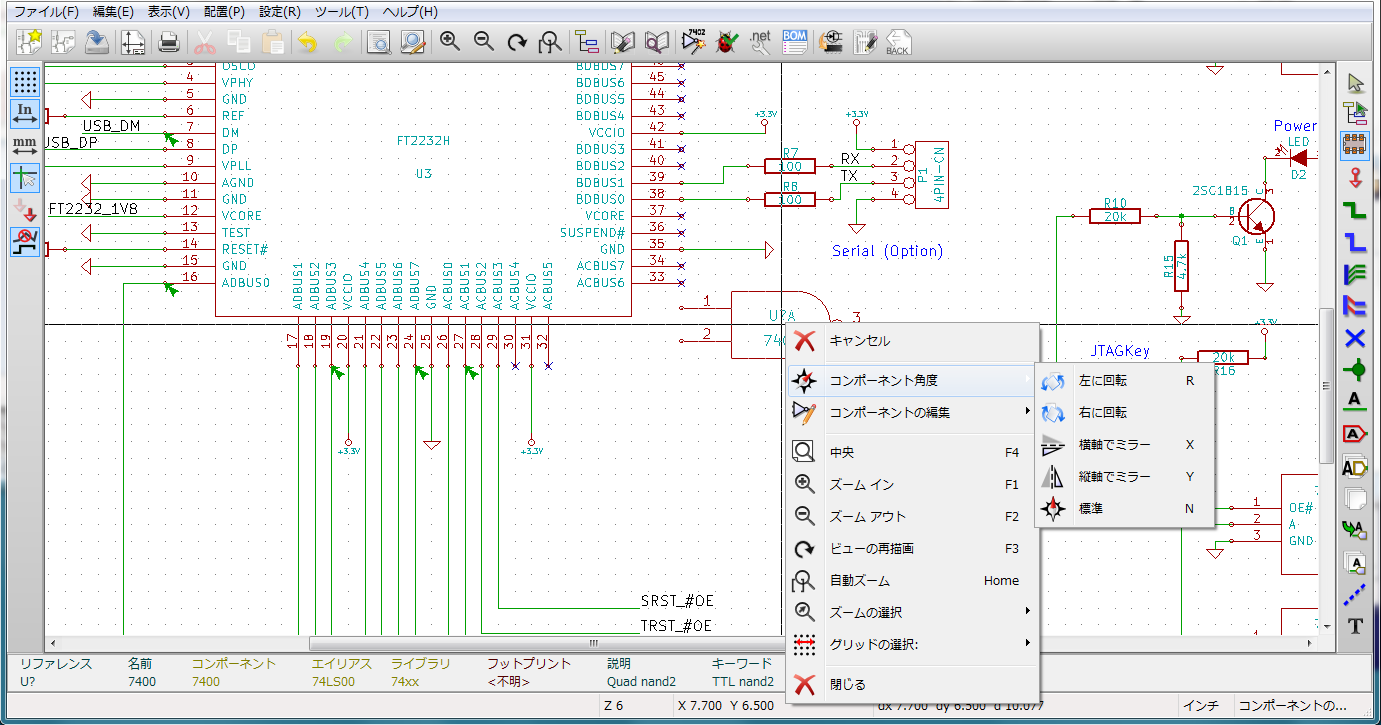 ファイル(F) 編集(E) 表示(V) 配置(P) 設定(R) ツール(T) ヘルプ(H)
7402
.net
BOM
BACK
In
mm
4 VPHY
5 GND
6 REF
USB_DM 7 DM
USB_DP 8 DP
9 VPLL
10 AGND
11 GND
FT2232_1V8 12 VCORE
13 TEST
14 RESET#
15 GND
16 ADBUS0
FT2232H
U3
BDBUS7
BDBUS6 45
BDBUS5 44
BDBUS4 43
VCCIO 42
BDBUS3 41
BDBUS2 40
BDBUS1 39
BDBUS0 38
VCORE 37
SUSPEND# 36
GND 35
ACBUS7 34
ACBUS6 33
ADBUS1 ADBUS2 ADBUS3 VCCIO ADBUS4 ADBUS5 ADBUS6 ADBUS7 GND ACBUS0 ACBUS1 ACBUS2 ACBUS3 ACBUS4 VCCIO ACBUS5
17 18 19 20 21 22 23 24 25 26 27 28 29 30 31 32
+3.3V
+3.3V
+3.3V
+3.3V
R7
100
R8
100
RX
TX
1
2
3
4
P1
4PIN-CN
Serial (Option)
Power
LED
D2
2SC1815
R10
20k
B
2
C
3
E
1
Q1
R15
4.7k
+3.3V
JTAGKey
20k
R16
1
2
3
U?A
1 OE#
2 A
3 GND
SRST_#OE
TRST_#OE
キャンセル
コンポーネント角度
コンポーネントの編集
中央 F4
ズーム イン F1
ズーム アウト F2
ビューの再描画 F3
自動ズーム Home
ズームの選択
グリッドの選択:
閉じる
左に回転 R
右に回転
横軸でミラー X
縦軸でミラー Y
標準 N
A
A
A
A
A
T
リファレンス 名前 コンポーネント エイリアス ライブラリ フットプリント 説明 キーワード
U? 7400 7400 74LS00 74xx <不明> Quad nand2 TTL nand2
Z 6 X 7.700 Y 6.500 dx 7.700 dy 6.500 d 10.077 インチ コンポーネントの...